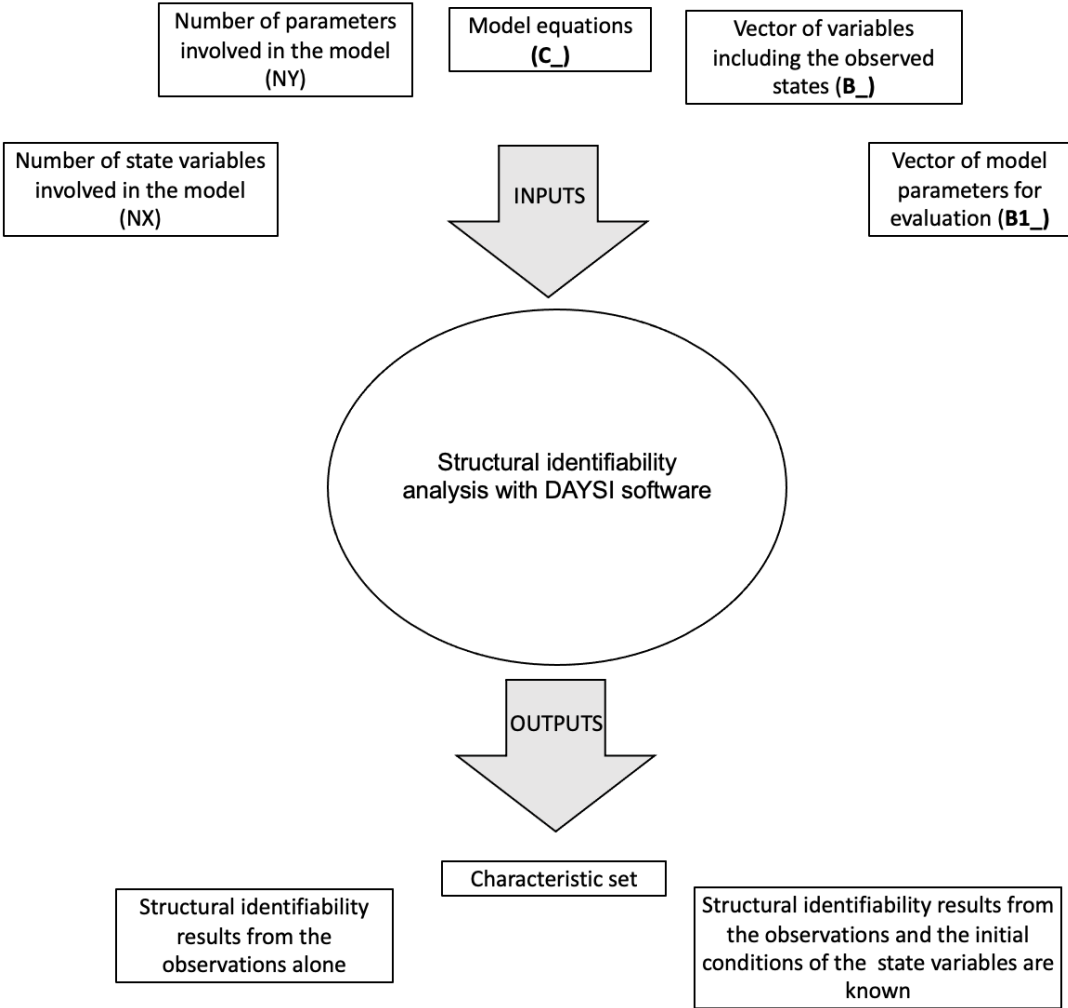 Number of parameters
involved in the model
(NY)
Model equations
(C_)
Vector of variables
including the observed
states (B_)
Number of state variables
involved in the model
(NX)
INPUTS
Vector of model
parameters for
evaluation (B1_)
Structural identifiability
analysis with DAYSI software
OUTPUTS
Characteristic set
Structural identifiability
results from the
observations alone
Structural identifiability results from
the observations and the initial
conditions of the state variables are
known